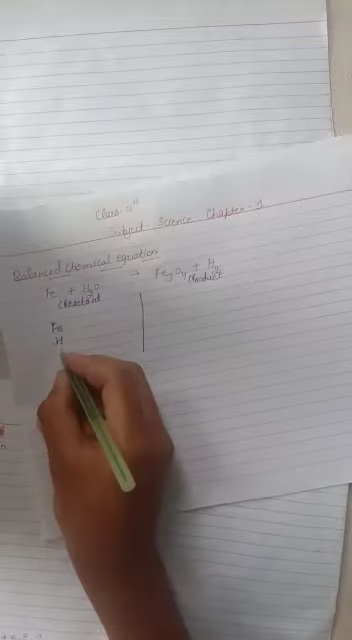 Class-10th
Subject- Science Chapter-1
Balanced Chemical Equation
Fe + H2O → Fe3O4 + H2
(Reactant (Product
Fe
H